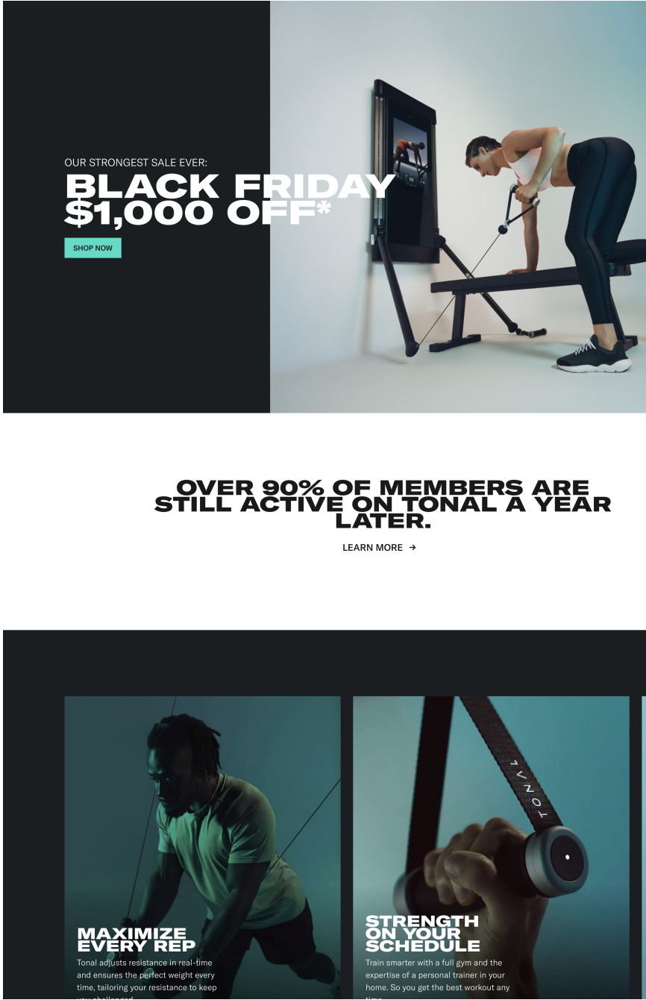 OUR STRONGEST SALE EVER:
BLACK FRIDAY
$1,000 OFF*
SHOP NOW
OVER 90% OF MEMBERS ARE
STILL ACTIVE ON TONAL A YEAR
LATER.
LEARN MORE →
TONAL
MAXIMIZE
EVERY REP
Tonal adjusts resistance in real-time
and ensures the perfect weight every
time, tailoring your resistance to keep
you challenged.
STRENGTH
ON YOUR
SCHEDULE
Train smarter with a full gym and the
expertise of a personal trainer in your
home. So you get the best workout any
time.